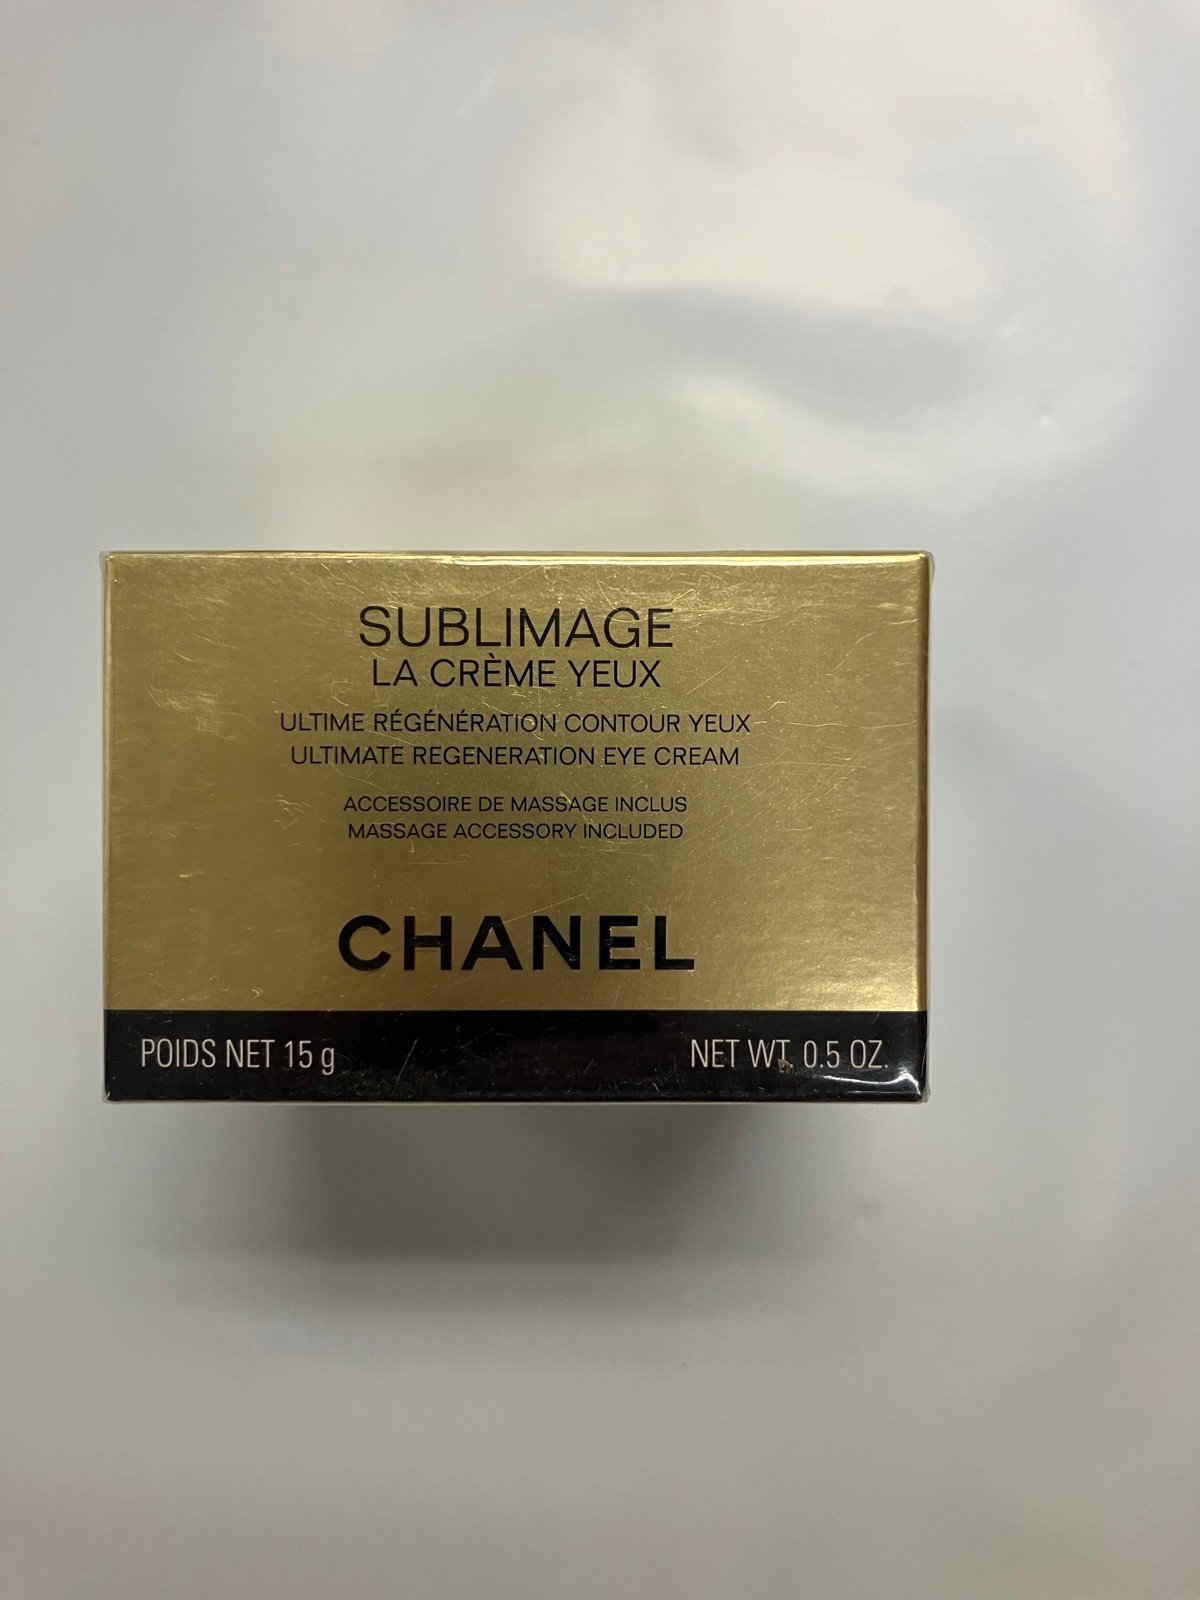 SUBLIMAGE
LA CRÈME YEUX
ULTIME RÉGÉNÉRATION CONTOUR YEUX
ULTIMATE REGENERATION EYE CREAM
ACCESSOIRE DE MASSAGE INCLUS
MASSAGE ACCESSORY INCLUDED
CHANEL
POIDS NET 15 g NET WT. 0.5 OZ.